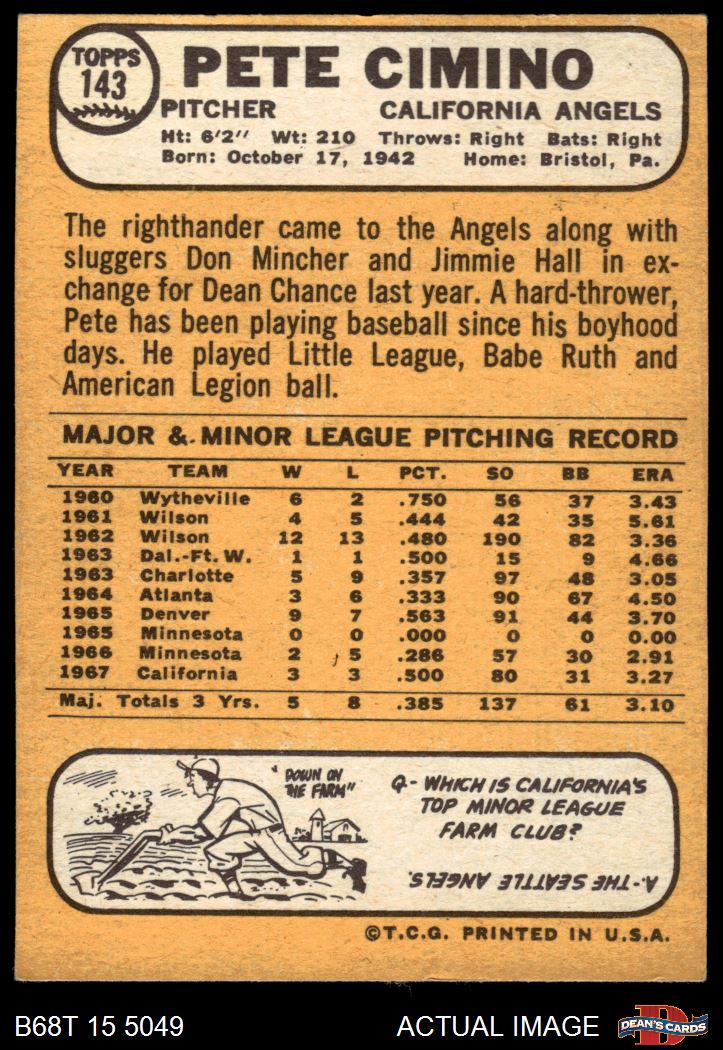 TOPPS
143
PETE CIMINO
PITCHER CALIFORNIA ANGELS
Ht: 6'2" Wt: 210 Throws: Right Bats: Right
Born: October 17, 1942 Home: Bristol, Pa.
The righthander came to the Angels along with
sluggers Don Mincher and Jimmie Hall in ex-
change for Dean Chance last year. A hard-thrower,
Pete has been playing baseball since his boyhood
days. He played Little League, Babe Ruth and
American Legion ball.
MAJOR & MINOR LEAGUE PITCHING RECORD
YEAR TEAM W L PCT. SO BB ERA
1960 Wytheville 6 2 .750 56 37 3.43
1961 Wilson 4 5 .444 42 35 5.61
1962 Wilson 12 13 .480 190 82 3.36
1963 Dal.-Ft. W. 1 1 .500 15 9 4.66
1963 Charlotte 5 9 .357 97 48 3.05
1964 Atlanta 3 6 .333 90 67 4.50
1965 Denver 9 7 .563 91 44 3.70
1965 Minnesota 0 0 .000 0 0 0.00
1966 Minnesota 2 5 .286 57 30 2.91
1967 California 3 3 .500 80 31 3.27
Maj. Totals 3 Yrs. 5 8 .385 137 61 3.10
"DOWN ON
THE FARM"
Q- WHICH IS CALIFORNIA'S
TOP MINOR LEAGUE
FARM CLUB?
A- THE SEATTLE ANGELS.
©T.C.G. PRINTED IN U.S.A.
B68T 15 5049 ACTUAL IMAGE DEAN'S CARDS